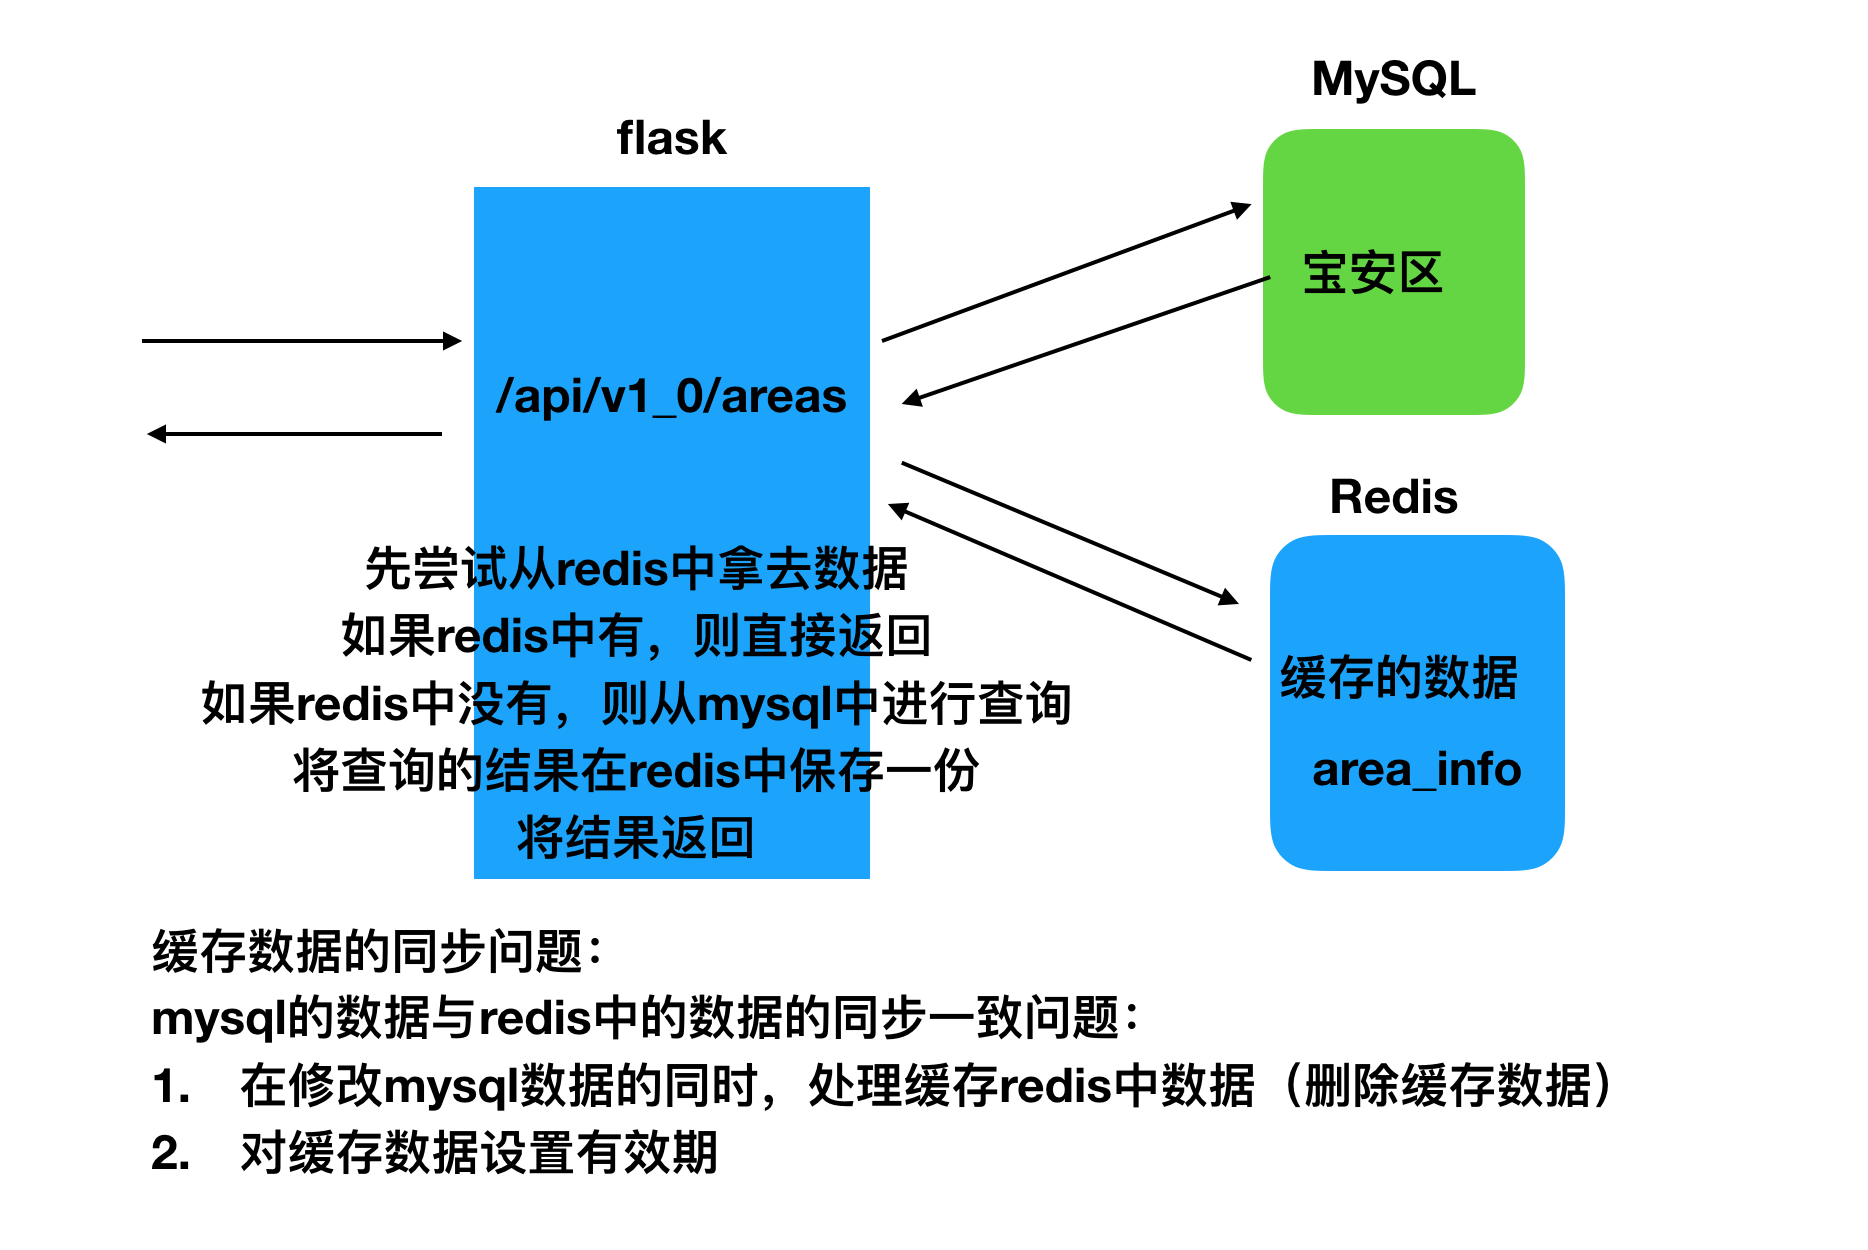 flask
/api/v1_0/areas
先尝试从redis中拿去数据
如果redis中有，则直接返回
如果redis中没有，则从mysql中进行查询
将查询的结果在redis中保存一份
将结果返回
MySQL
宝安区
Redis
缓存的数据
area_info
缓存数据的同步问题：
mysql的数据与redis中的数据的同步一致问题：
1. 在修改mysql数据的同时，处理缓存redis中数据（删除缓存数据）
2. 对缓存数据设置有效期